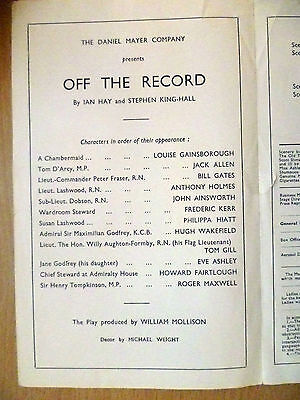 THE DANIEL MAYER COMPANY
presents
OFF THE RECORD
By IAN HAY and STEPHEN KING-HALL
Characters in order of their appearance :
A Chambermaid ... ... ... ... LOUISE GAINSBOROUGH
Tom D'Arcy, M.P. ... ... ... ... JACK ALLEN
Lieut.-Commander Peter Fraser, R.N. ... ... BILL GATES
Lieut. Lashwood, R.N. ... ... ... ANTHONY HOLMES
Sub-Lieut. Dobson, R.N. ... ... ... JOHN AINSWORTH
Wardroom Steward ... ... ... FREDERIC KERR
Susan Lashwood ... ... ... ... PHILIPPA HIATT
Admiral Sir Maximilian Godfrey, K.C.B. ... HUGH WAKEFIELD
Lieut. The Hon. Willy Aughton-Formby, R.N. (his Flag Lieutenant)
TOM GILL
Jane Godfrey (his daughter) ... ... ... EVE ASHLEY
Chief Steward at Admiralty House ... HOWARD FAIRTLOUGH
Sir Henry Tompkinson, M.P. ... ... ROGER MAXWELL
The Play produced by WILLIAM MOLLISON
Decor by MICHAEL WEIGHT